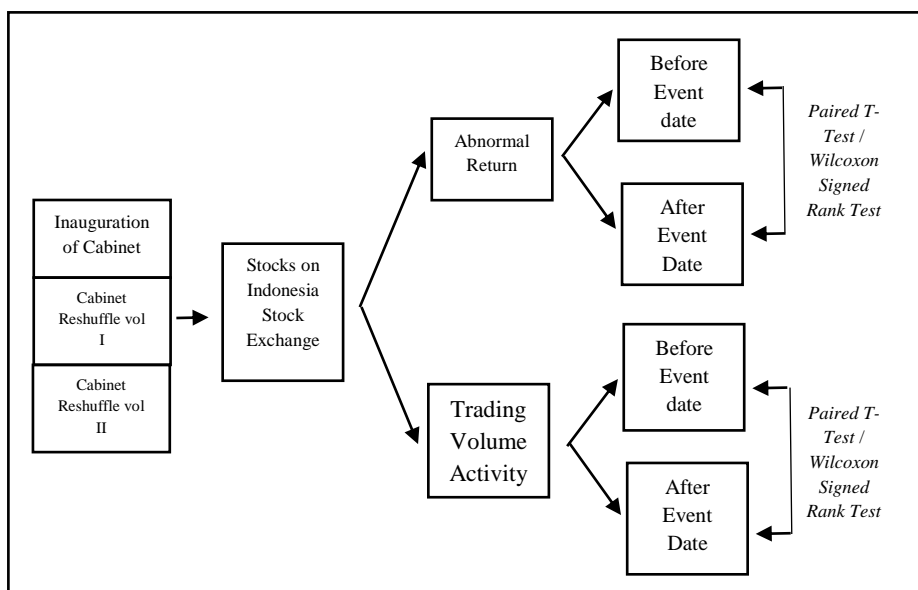 Inauguration
of Cabinet
Cabinet
Reshuffle vol
I
Cabinet
Reshuffle vol
II
Stocks on
Indonesia
Stock
Exchange
Abnormal
Return
Before
Event
date
After
Event
Date
Paired T-
Test /
Wilcoxon
Signed
Rank Test
Trading
Volume
Activity
Before
Event
date
After
Event
Date
Paired T-
Test /
Wilcoxon
Signed
Rank Test